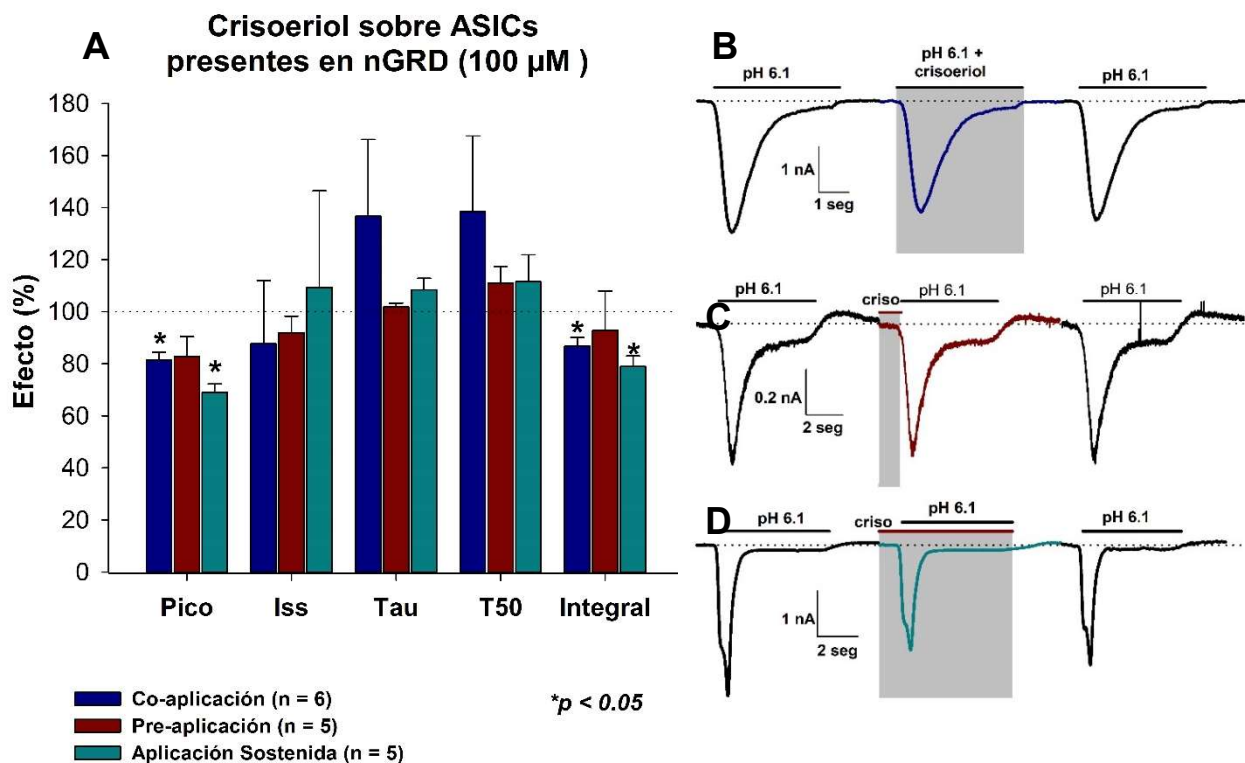 A
Crisoeriol sobre ASICs
presentes en nGRD (100 µM )
Efecto (%)
180
160
140
120
100
80
60
40
20
0
*
*
*
*
Pico
Iss
Tau
T50
Integral
Co-aplicación (n = 6)
Pre-aplicación (n = 5)
Aplicación Sostenida (n = 5)
*p < 0.05
B
pH 6.1
pH 6.1 +
crisoeriol
pH 6.1
1 nA
1 seg
C
pH 6.1
criso
pH 6.1
pH 6.1
0.2 nA
2 seg
D
pH 6.1
criso
pH 6.1
pH 6.1
1 nA
2 seg